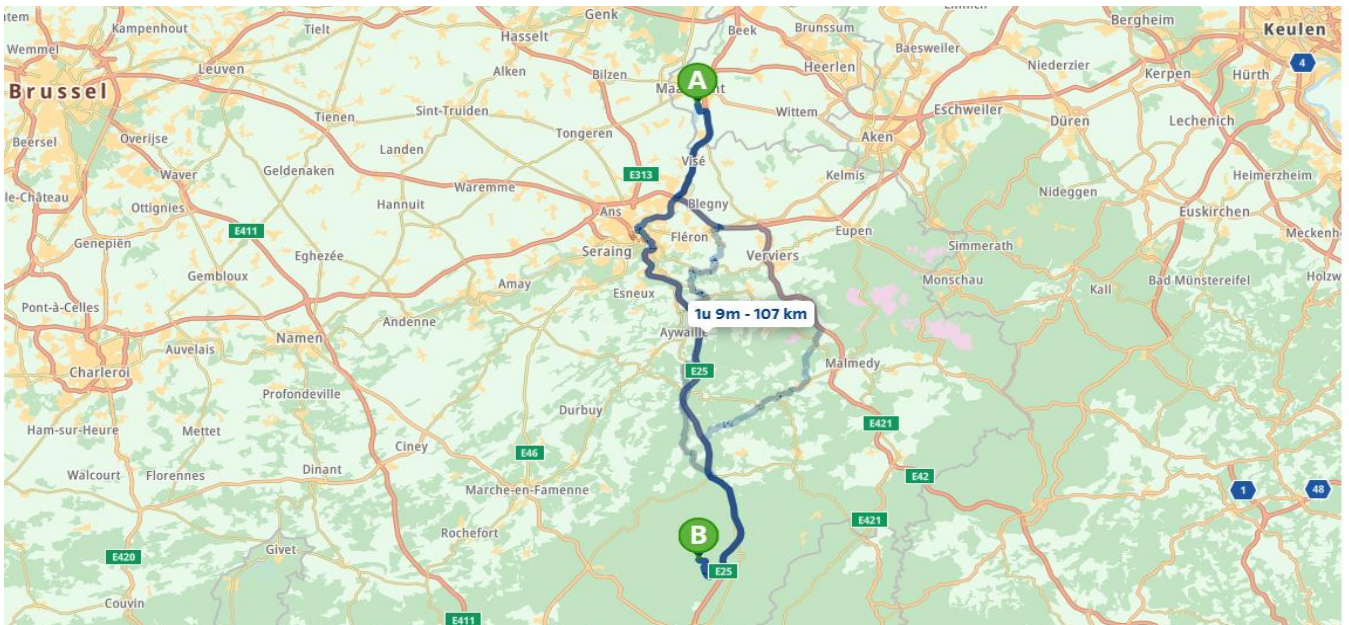 utem
Kampenhout
Tielt
Genk
Beek
Brunssum
Bergheim
Keulen
Hasselt
Wemmel
Leuven
Alken
Bilzen
Heerlen
Baesweiler
Niederzier
Kerpen
Hürth
4
Brussel
A
Sint-Truiden
Tienen
Wittem
Eschweiler
Düren
Lechenich
Beersel
Overijse
Tongeren
Aken
Landen
Visé
Waver
Geldenaken
E313
Kelmis
Heimerzheim
le-Château
Waremme
Nideggen
Ottignies
Hannuit
Ans
Blegny
Euskirchen
E411
Fléron
Eupen
Meckenh
Genepiën
Eghezée
Seraing
Verviers
Simmerath
Gembloux
Amay
Esneux
Monschau
Kall
Bad Münstereifel
Holzw
Pont-à-Celles
Andenne
1u 9m - 107 km
Namen
Aywaille
Auvelais
Malmedy
Charleroi
E25
Profondeville
Durbuy
Ham-sur-Heure
Mettet
E421
Ciney
E46
Walcourt
Florennes
Dinant
E42
Marche-en-Famenne
1
48
E421
Rochefort
B
Givet
E420
E25
Couvin
E411